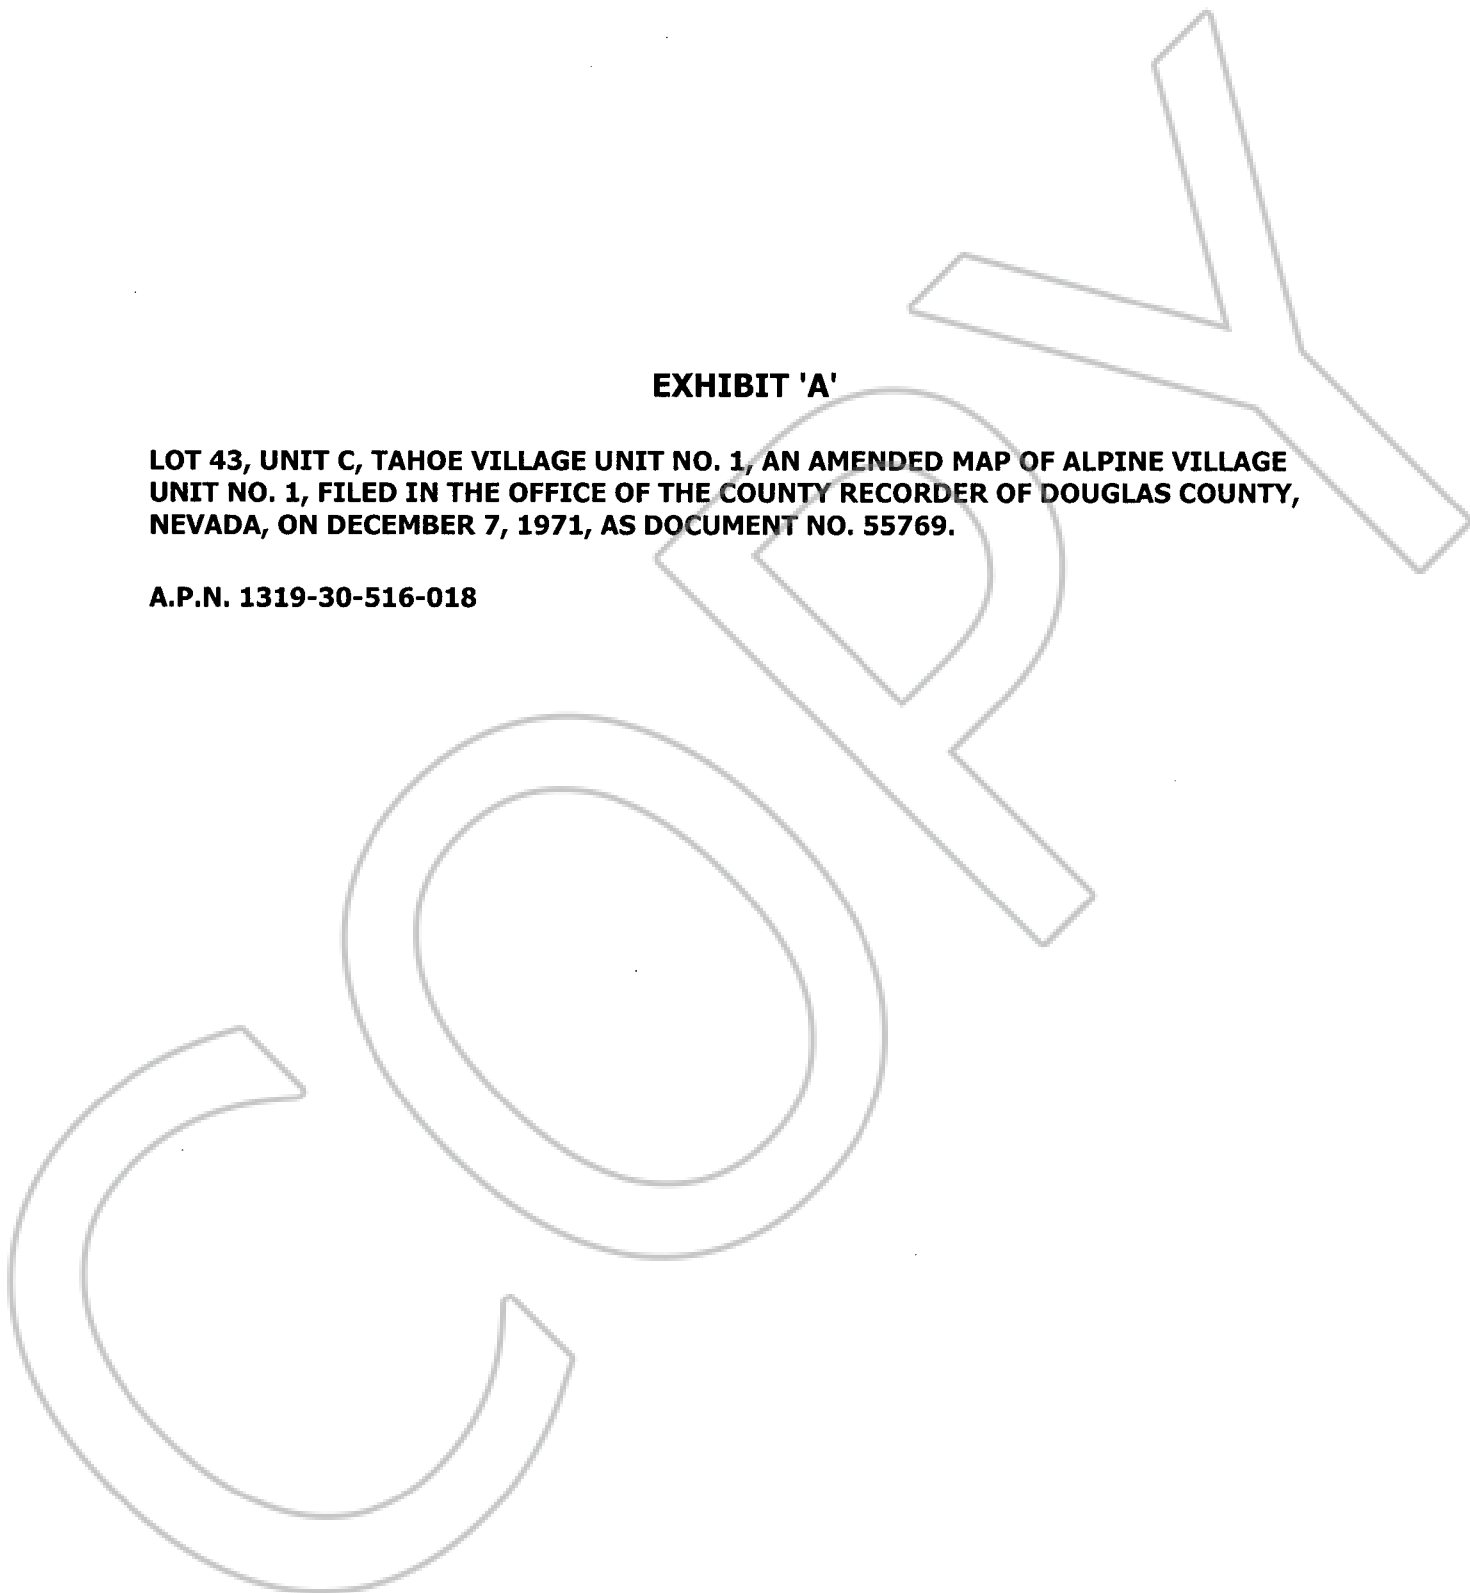 EXHIBIT 'A'
LOT 43, UNIT C, TAHOE VILLAGE UNIT NO. 1, AN AMENDED MAP OF ALPINE VILLAGE
UNIT NO. 1, FILED IN THE OFFICE OF THE COUNTY RECORDER OF DOUGLAS COUNTY,
NEVADA, ON DECEMBER 7, 1971, AS DOCUMENT NO. 55769.
A.P.N. 1319-30-516-018
COPY